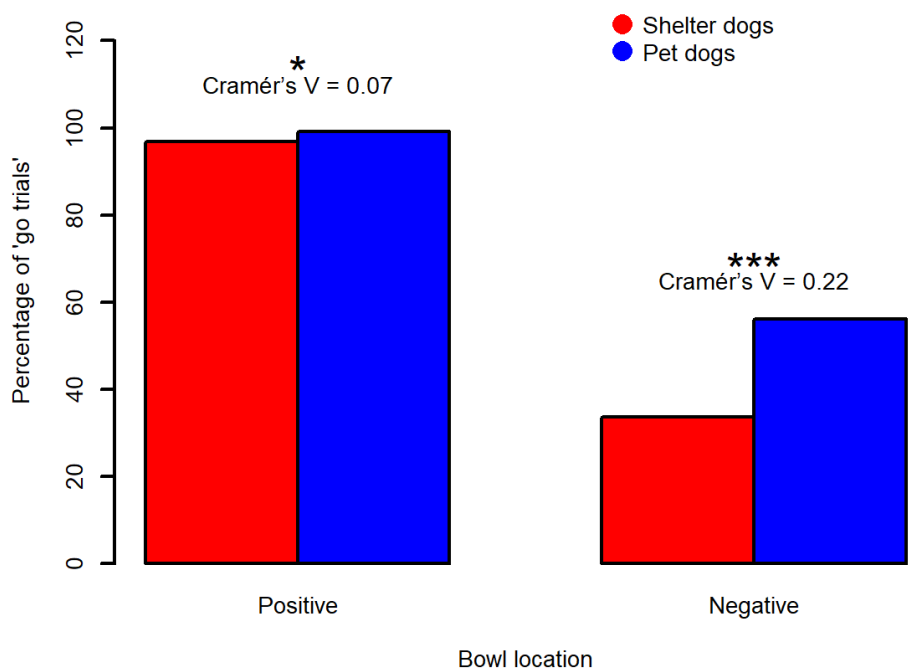 Shelter dogs
Pet dogs
Percentage of 'go trials'
120
100
80
60
40
20
0
*
Cramér's V = 0.07
***
Cramér's V = 0.22
Positive
Negative
Bowl location